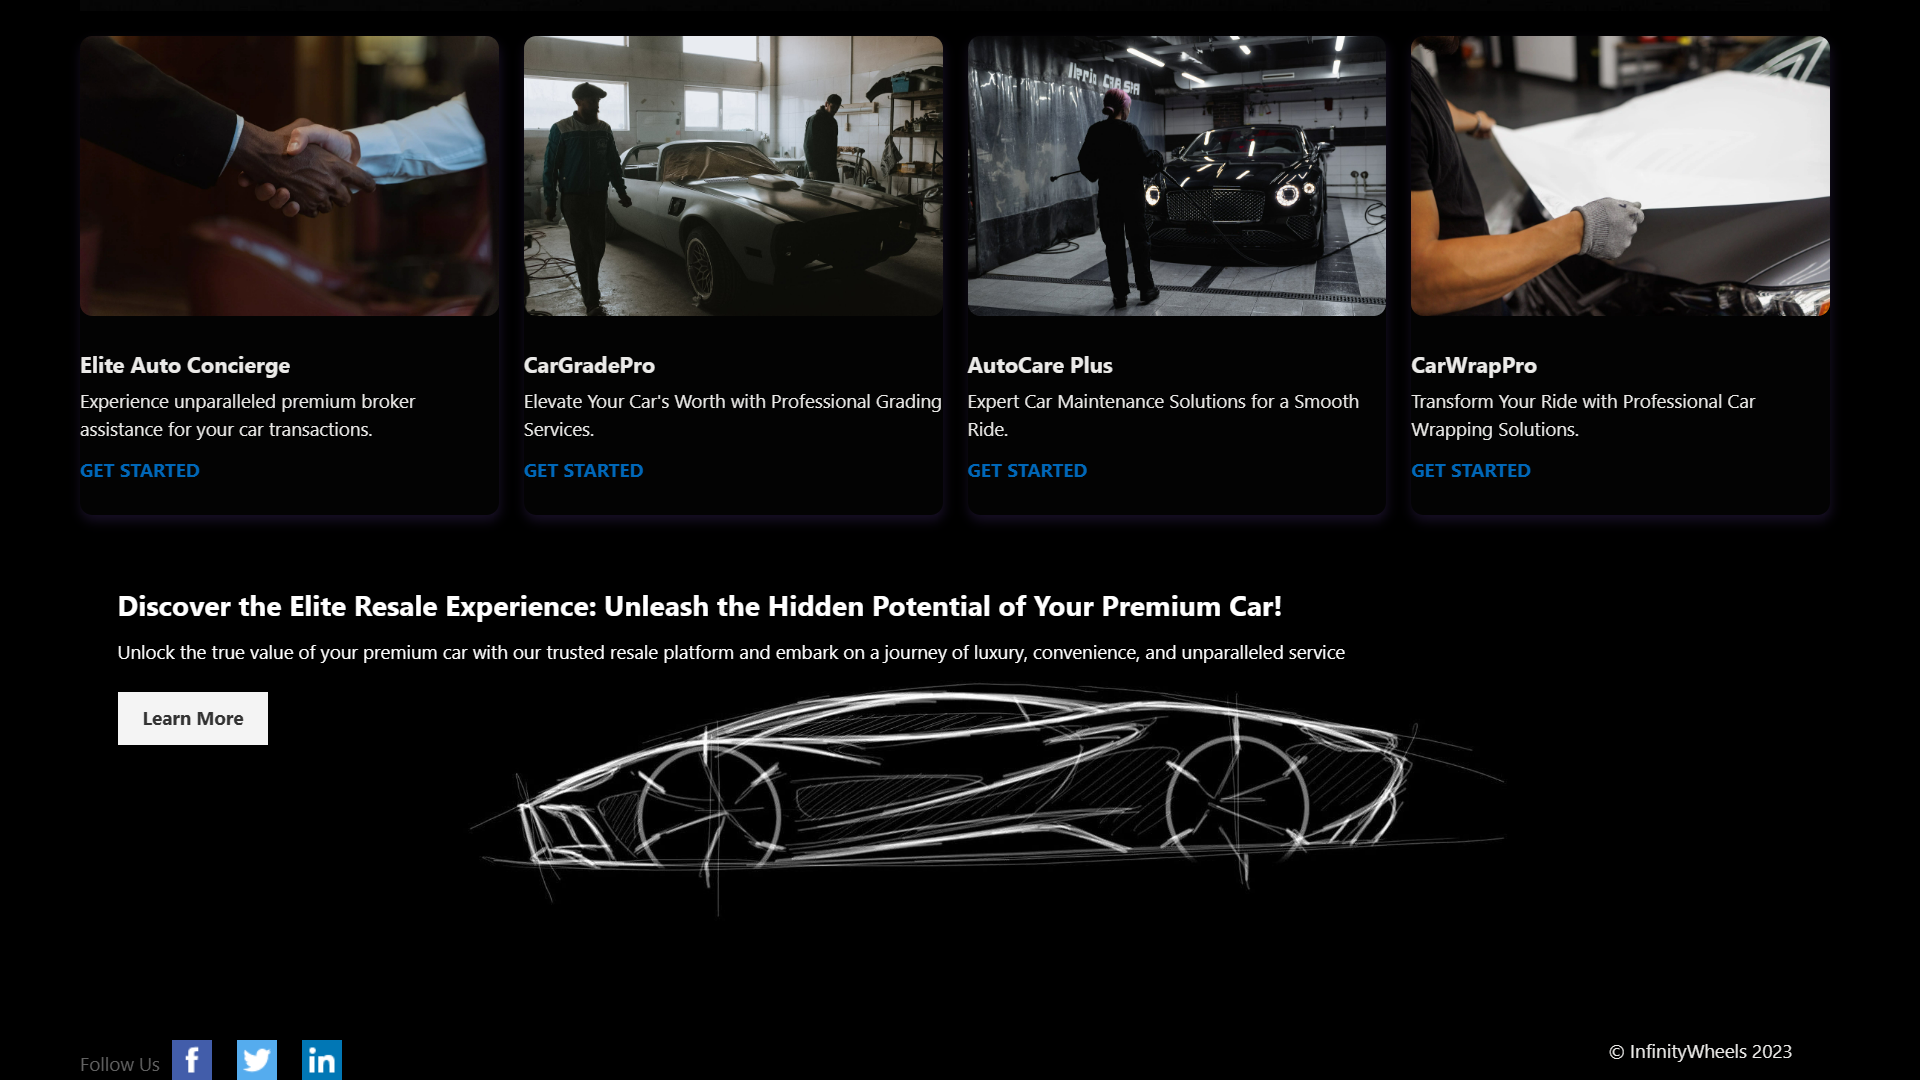 Elite Auto Concierge
Experience unparalleled premium broker
assistance for your car transactions.
GET STARTED
CarGradePro
Elevate Your Car's Worth with Professional Grading
Services.
GET STARTED
AutoCare Plus
Expert Car Maintenance Solutions for a Smooth
Ride.
GET STARTED
CarWrapPro
Transform Your Ride with Professional Car
Wrapping Solutions.
GET STARTED
Discover the Elite Resale Experience: Unleash the Hidden Potential of Your Premium Car!
Unlock the true value of your premium car with our trusted resale platform and embark on a journey of luxury, convenience, and unparalleled service
Learn More
Follow Us
f
in
© InfinityWheels 2023